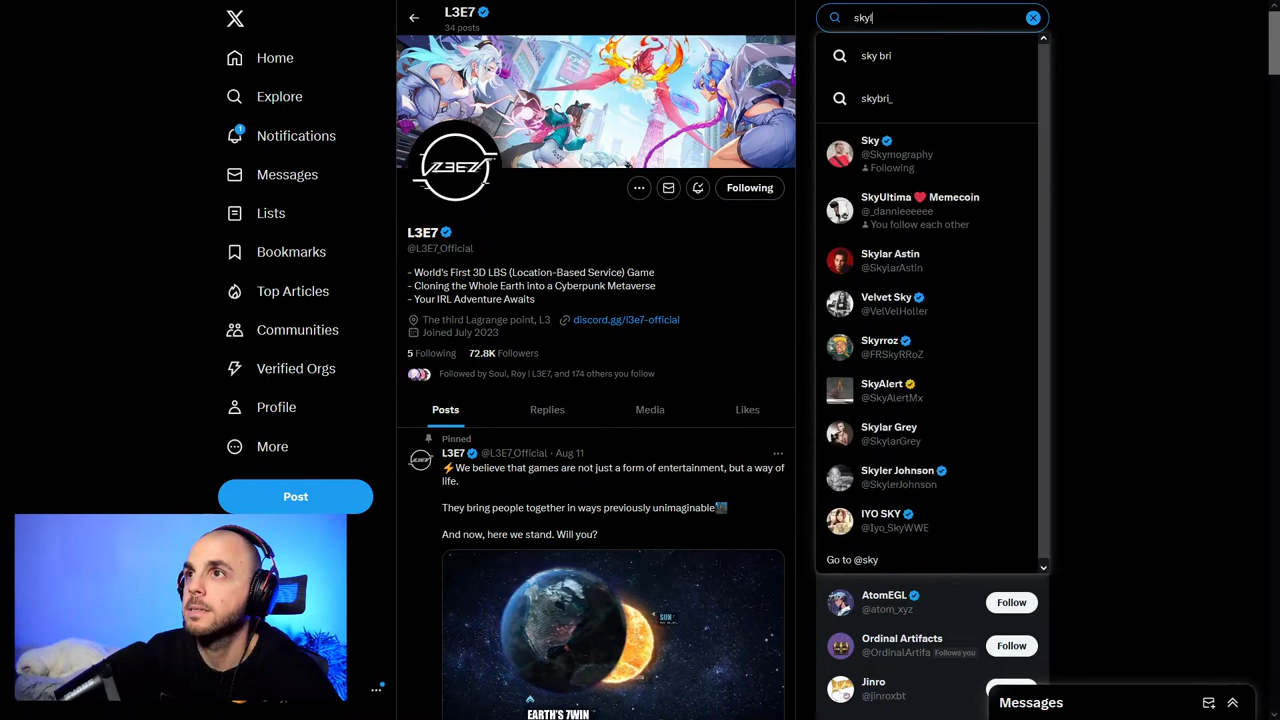 Home
Explore
1
Notifications
Messages
Lists
Bookmarks
Top Articles
Communities
Verified Orgs
Profile
More
Post
L3E7
34 posts
L3E7
Following
L3E7
@L3E7_Official
- World's First 3D LBS (Location-Based Service) Game
- Cloning the Whole Earth into a Cyberpunk Metaverse
- Your IRL Adventure Awaits
The third Lagrange point, L3 discord.gg/l3e7-official
Joined July 2023
5 Following 72.8K Followers
Followed by Soul, Roy | L3E7, and 174 others you follow
Posts Replies Media Likes
Pinned
L3E7 @L3E7_Official · Aug 11
⚡We believe that games are not just a form of entertainment, but a way of
life.
They bring people together in ways previously unimaginable
And now, here we stand. Will you?
SUN
EARTH'S 7WIN
skyl
sky bri
skybri_
Sky
@Skymography
Following
SkyUltima ❤️ Memecoin
@_dannieeeeee
You follow each other
Skylar Astin
@SkylarAstin
Velvet Sky
@VelVelHoller
Skyrroz
@FRSkyRRoZ
SkyAlert
@SkyAlertMx
Skylar Grey
@SkylarGrey
Skyler Johnson
@SkylerJohnson
IYO SKY
@Iyo_SkyWWE
Go to @sky
AtomEGL
@atom_xyz
Follow
Ordinal Artifacts
@OrdinalArtifa Follows you
Follow
Jinro
@jinroxbt
Messages